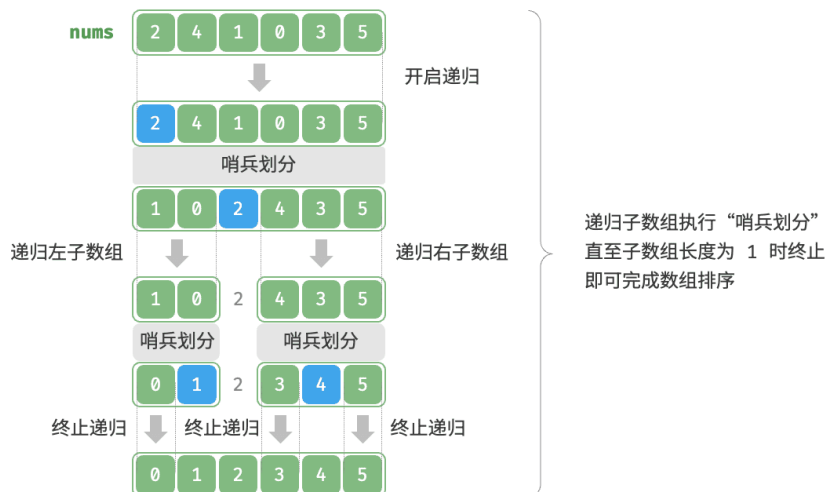 nums 2 4 1 0 3 5
开启递归
2 4 1 0 3 5
哨兵划分
1 0 2 4 3 5
递归左子数组
递归右子数组
1 0 2 4 3 5
哨兵划分 哨兵划分
0 1 2 3 4 5
终止递归 终止递归 终止递归
0 1 2 3 4 5
递归子数组执行“哨兵划分”
直至子数组长度为 1 时终止
即可完成数组排序